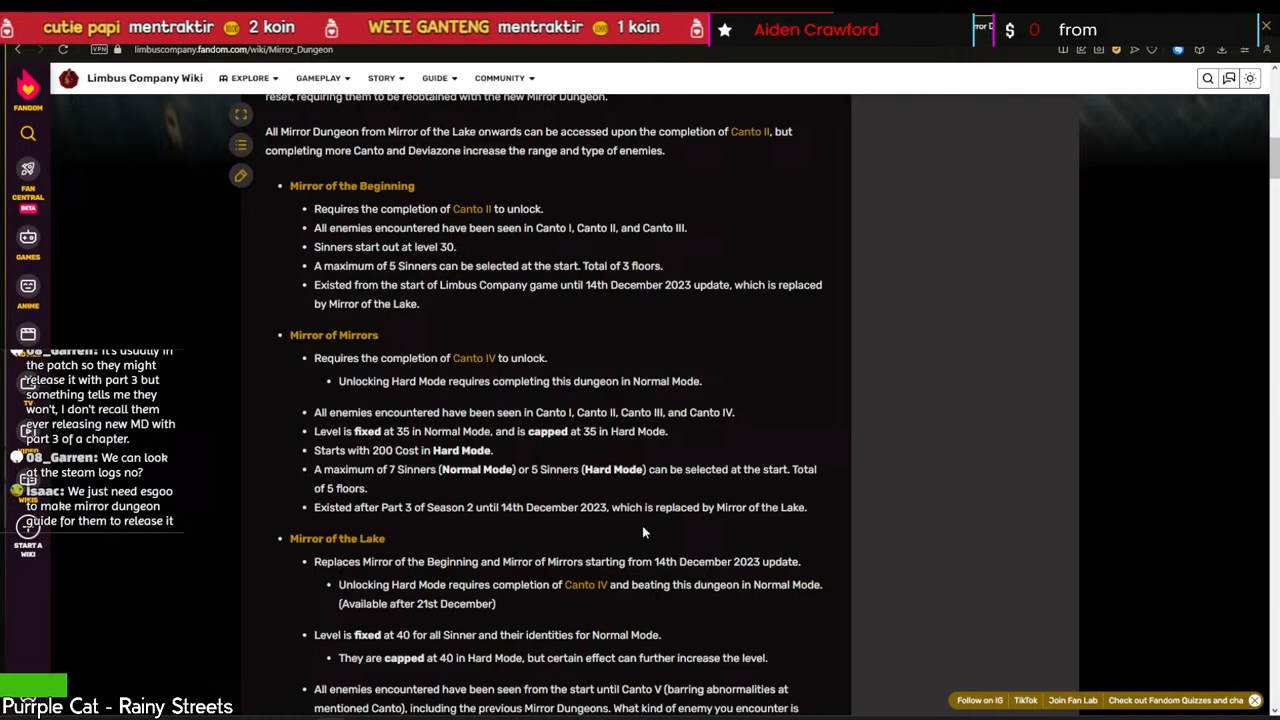 cutie papi mentraktir 2 koin
WETE GANTENG mentraktir 1 koin
Aiden Crawford
$ 0 from
VPN limbuscompany.fandom.com/wiki/Mirror_Dungeon
FANDOM
Limbus Company Wiki
EXPLORE
GAMEPLAY
STORY
GUIDE
COMMUNITY
FAN
CENTRAL
BETA
GAMES
ANIME
TV
WIKIS
START A
WIKI
reset, requiring them to be reobtained with the new Mirror Dungeon.
All Mirror Dungeon from Mirror of the Lake onwards can be accessed upon the completion of Canto II, but
completing more Canto and Deviazone increase the range and type of enemies.
Mirror of the Beginning
Requires the completion of Canto II to unlock.
All enemies encountered have been seen in Canto I, Canto II, and Canto III.
Sinners start out at level 30.
A maximum of 5 Sinners can be selected at the start. Total of 3 floors.
Existed from the start of Limbus Company game until 14th December 2023 update, which is replaced
by Mirror of the Lake.
Mirror of Mirrors
Requires the completion of Canto IV to unlock.
Unlocking Hard Mode requires completing this dungeon in Normal Mode.
All enemies encountered have been seen in Canto I, Canto II, Canto III, and Canto IV.
Level is fixed at 35 in Normal Mode, and is capped at 35 in Hard Mode.
Starts with 200 Cost in Hard Mode.
A maximum of 7 Sinners (Normal Mode) or 5 Sinners (Hard Mode) can be selected at the start. Total
of 5 floors.
Existed after Part 3 of Season 2 until 14th December 2023, which is replaced by Mirror of the Lake.
Mirror of the Lake
Replaces Mirror of the Beginning and Mirror of Mirrors starting from 14th December 2023 update.
Unlocking Hard Mode requires completion of Canto IV and beating this dungeon in Normal Mode.
(Available after 21st December)
Level is fixed at 40 for all Sinner and their identities for Normal Mode.
They are capped at 40 in Hard Mode, but certain effect can further increase the level.
All enemies encountered have been seen from the start until Canto V (barring abnormalities at
mentioned Canto), including the previous Mirror Dungeons. What kind of enemy you encounter is
08_Garren: It's usually in
the patch so they might
release it with part 3 but
something tells me they
won't, I don't recall them
ever releasing new MD with
part 3 of a chapter.
08_Garren: We can look
at the steam logs no?
Isaac: We just need esgoo
to make mirror dungeon
guide for them to release it
Purrple Cat - Rainy Streets
Follow on IG
TikTok
Join Fan Lab
Check out Fandom Quizzes and cha